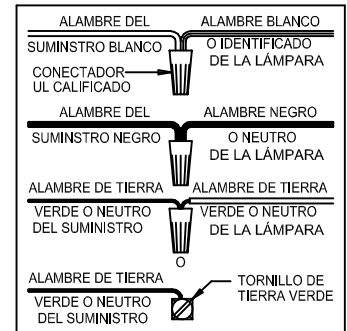 ALAMBRE DEL
SUMINSTRO BLANCO
ALAMBRE BLANCO
O IDENTIFICADO
DE LA LÁMPARA
CONECTADOR
UL CALIFICADO
ALAMBRE DEL
SUMINSTRO NEGRO
ALAMBRE NEGRO
O NEUTRO
DE LA LÁMPARA
ALAMBRE DE TIERRA
VERDE O NEUTRO
DEL SUMINISTRO
ALAMBRE DE TIERRA
VERDE O NEUTRO
DE LA LÁMPARA
O
ALAMBRE DE TIERRA
VERDE O NEUTRO
DEL SUMINISTRO
TORNILLO DE
TIERRA VERDE